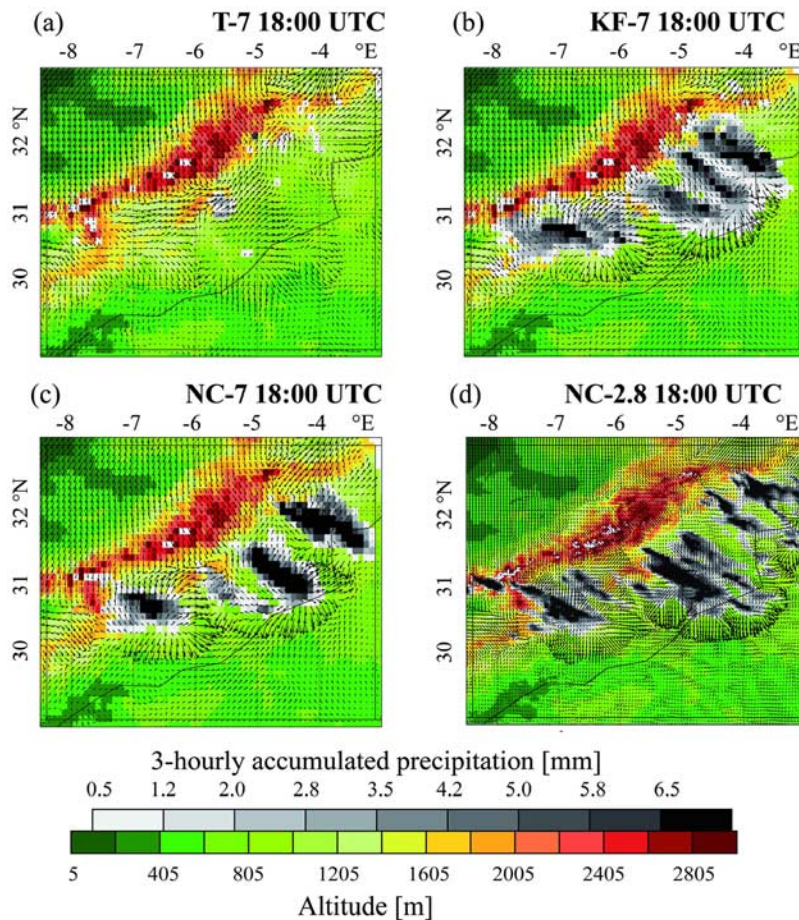 (a) T-7 18:00 UTC
-8 -7 -6 -5 -4 °E
32 °N
31
30
(b) KF-7 18:00 UTC
-8 -7 -6 -5 -4 °E
32 °N
31
30
(c) NC-7 18:00 UTC
-8 -7 -6 -5 -4 °E
32 °N
31
30
(d) NC-2.8 18:00 UTC
-8 -7 -6 -5 -4 °E
32 °N
31
30
3-hourly accumulated precipitation [mm]
0.5 1.2 2.0 2.8 3.5 4.2 5.0 5.8 6.5
5 405 805 1205 1605 2005 2405 2805
Altitude [m]